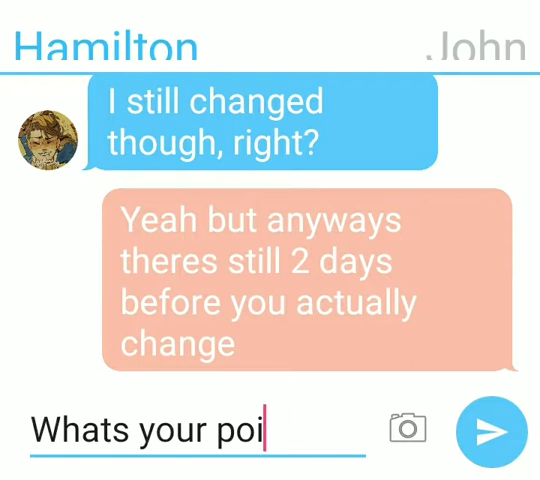 Hamilton John
I still changed
though, right?
Yeah but anyways
theres still 2 days
before you actually
change
Whats your poi